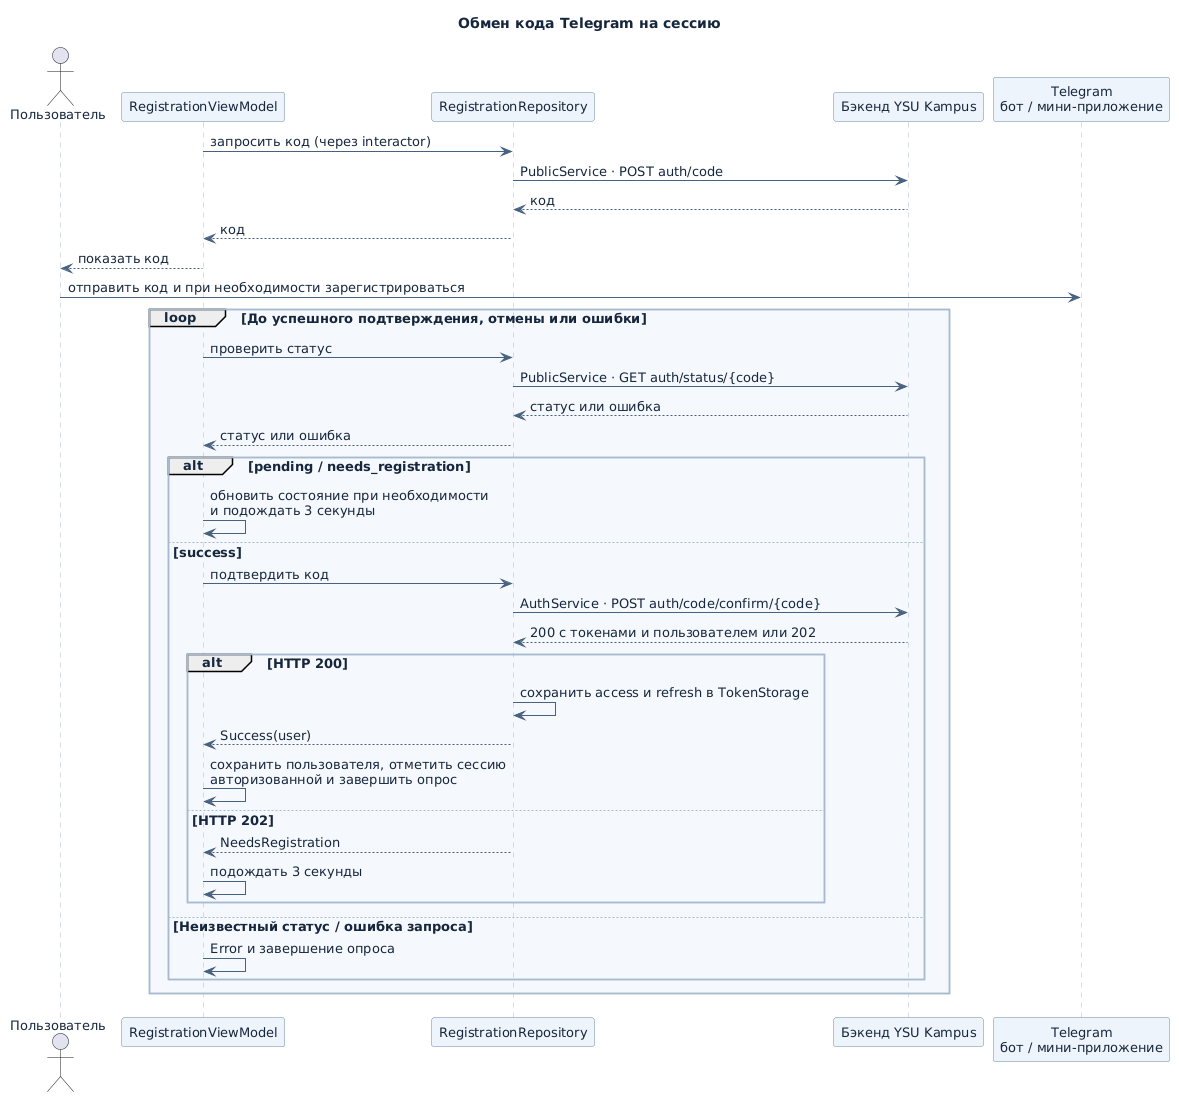 Обмен кода Telegram на сессию
Пользователь
RegistrationViewModel
RegistrationRepository
Бэкенд YSU Kampus
Telegram
бот / мини-приложение
запросить код (через interactor)
PublicService · POST auth/code
код
код
показать код
отправить код и при необходимости зарегистрироваться
loop
[До успешного подтверждения, отмены или ошибки]
проверить статус
PublicService · GET auth/status/{code}
статус или ошибка
статус или ошибка
alt
[pending / needs_registration]
обновить состояние при необходимости
и подождать 3 секунды
[success]
подтвердить код
AuthService · POST auth/code/confirm/{code}
200 с токенами и пользователем или 202
alt
[HTTP 200]
сохранить access и refresh в TokenStorage
Success(user)
сохранить пользователя, отметить сессию
авторизованной и завершить опрос
[HTTP 202]
NeedsRegistration
подождать 3 секунды
[Неизвестный статус / ошибка запроса]
Error и завершение опроса
Пользователь
RegistrationViewModel
RegistrationRepository
Бэкенд YSU Kampus
Telegram
бот / мини-приложение